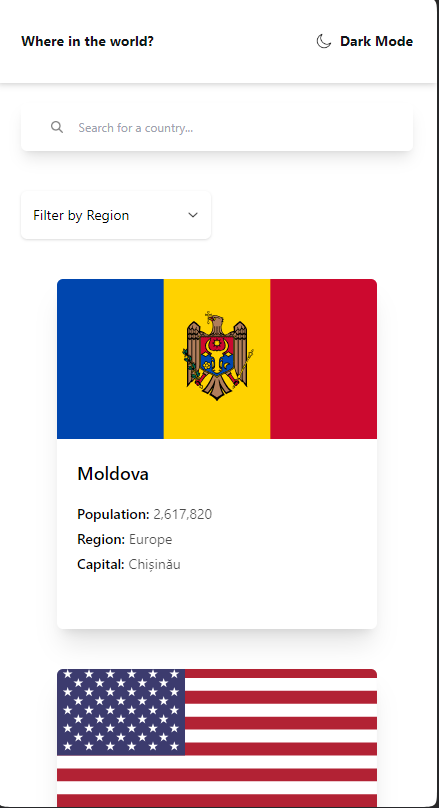 Where in the world? Dark Mode
Search for a country...
Filter by Region
Moldova
Population: 2,617,820
Region: Europe
Capital: Chișinău